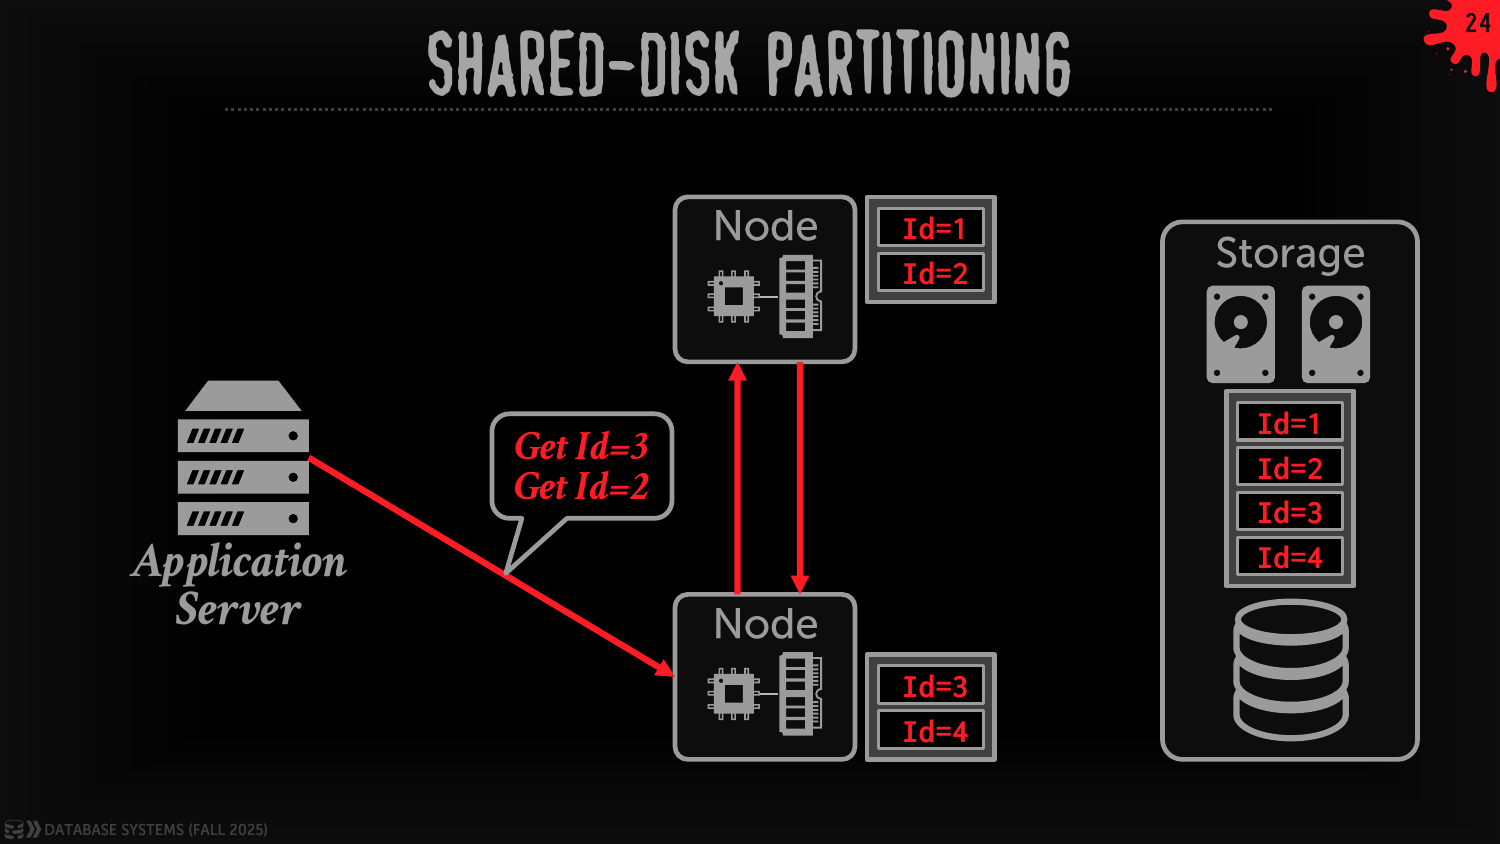 SHARED-DISK PARTITIONING
24
Node
Id=1
Id=2
Storage
Id=1
Id=2
Id=3
Id=4
Get Id=3
Get Id=2
Application
Server
Node
Id=3
Id=4
DATABASE SYSTEMS (FALL 2025)